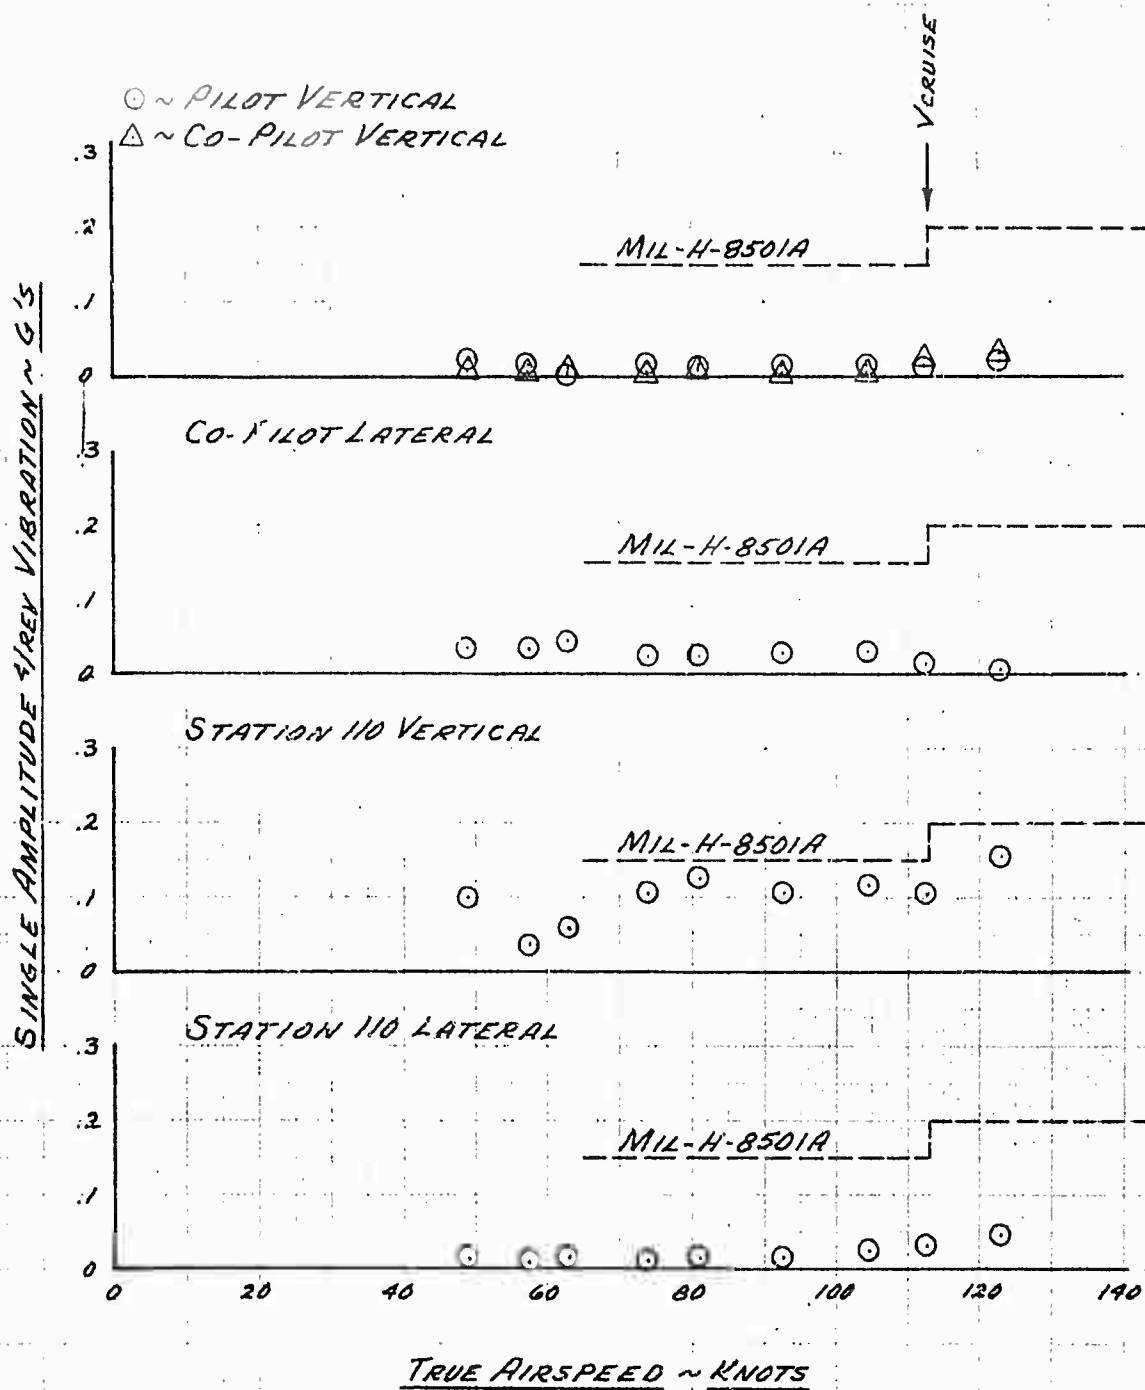 VCRUISE
⊙ ~ PILOT VERTICAL
△ ~ CO-PILOT VERTICAL
.3
.2
.1
0
MIL-H-8501A
CO-PILOT LATERAL
.3
.2
.1
0
MIL-H-8501A
STATION 110 VERTICAL
.3
.2
.1
0
MIL-H-8501A
STATION 110 LATERAL
.3
.2
.1
0
MIL-H-8501A
0 20 40 60 80 100 120 140
TRUE AIRSPEED ~ KNOTS
SINGLE AMPLITUDE 4/REV VIBRATION ~ G'S